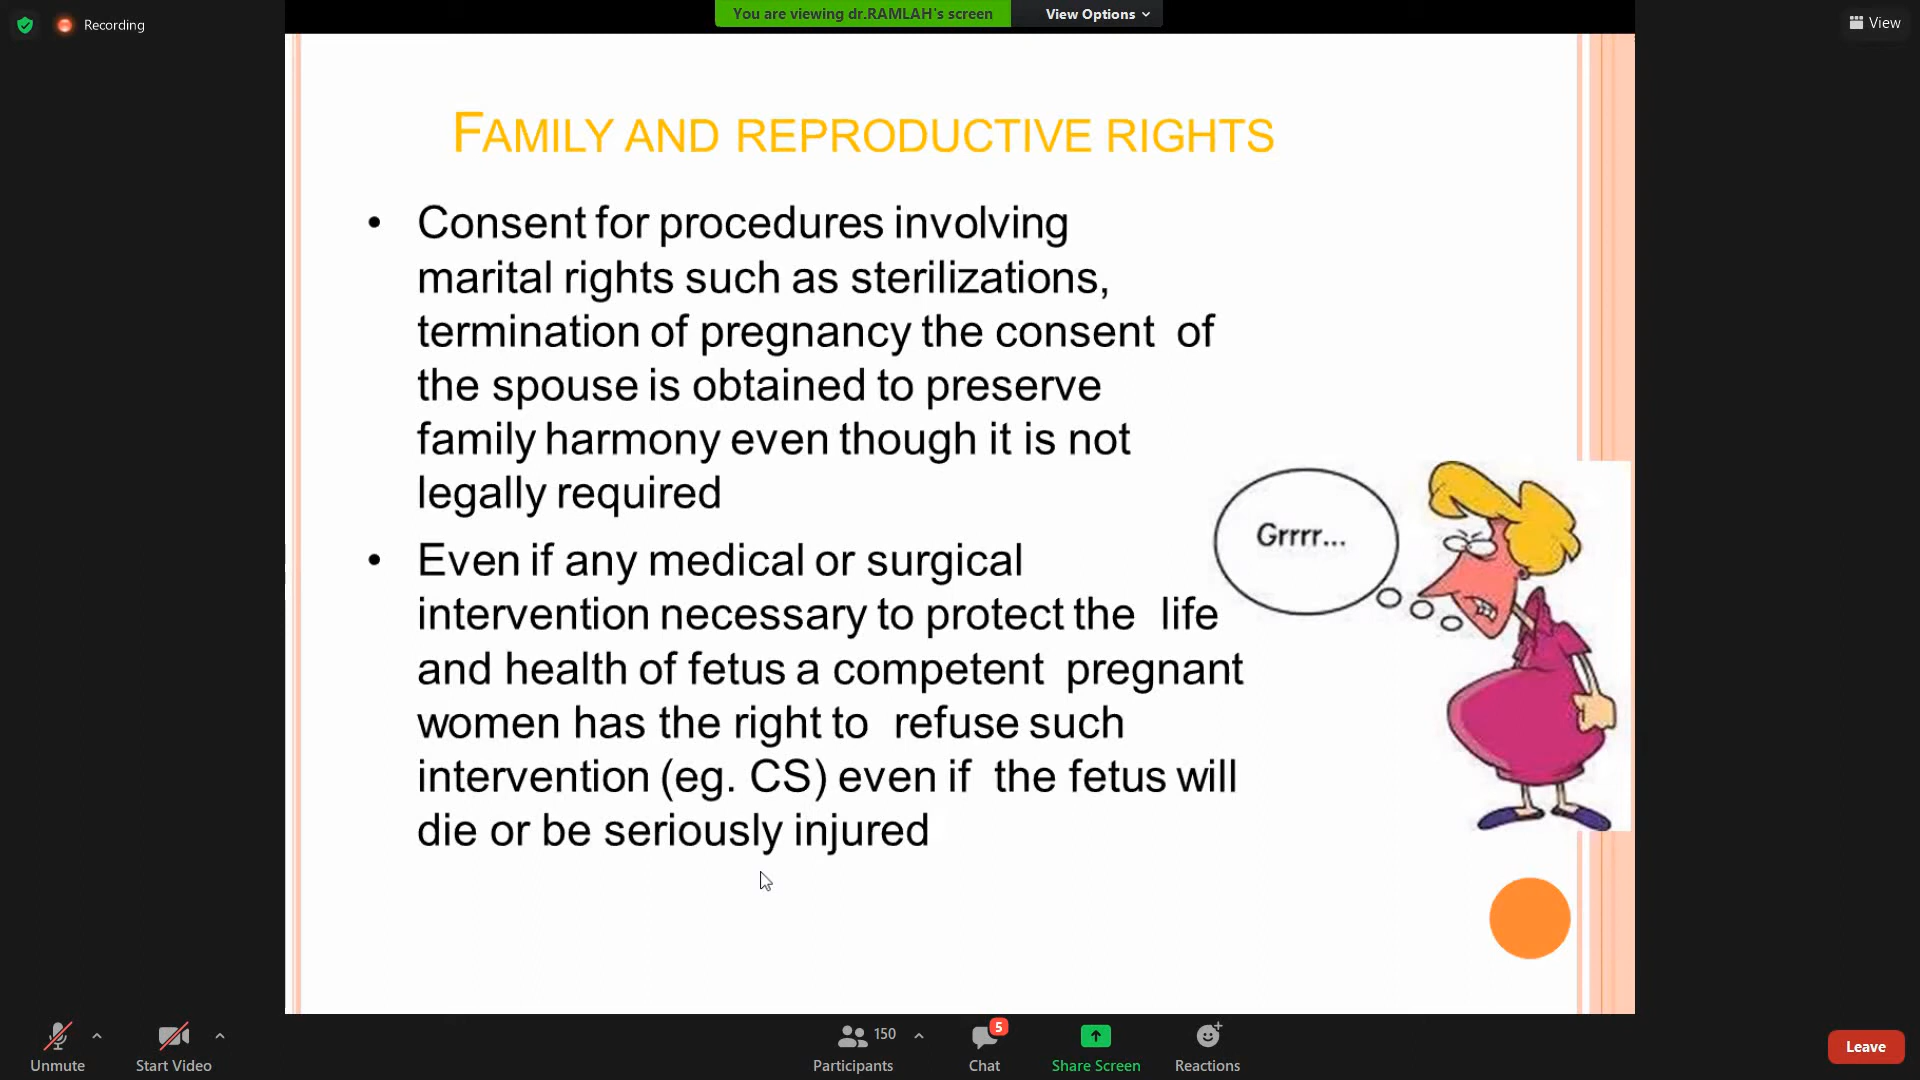 Recording
You are viewing dr.RAMLAH's screen
View Options
View
FAMILY AND REPRODUCTIVE RIGHTS
• Consent for procedures involving
marital rights such as sterilizations,
termination of pregnancy the consent of
the spouse is obtained to preserve
family harmony even though it is not
legally required
• Even if any medical or surgical
intervention necessary to protect the life
and health of fetus a competent pregnant
women has the right to refuse such
intervention (eg. CS) even if the fetus will
die or be seriously injured
Grrrr...
Unmute
Start Video
150
Participants
5
Chat
Share Screen
Reactions
Leave